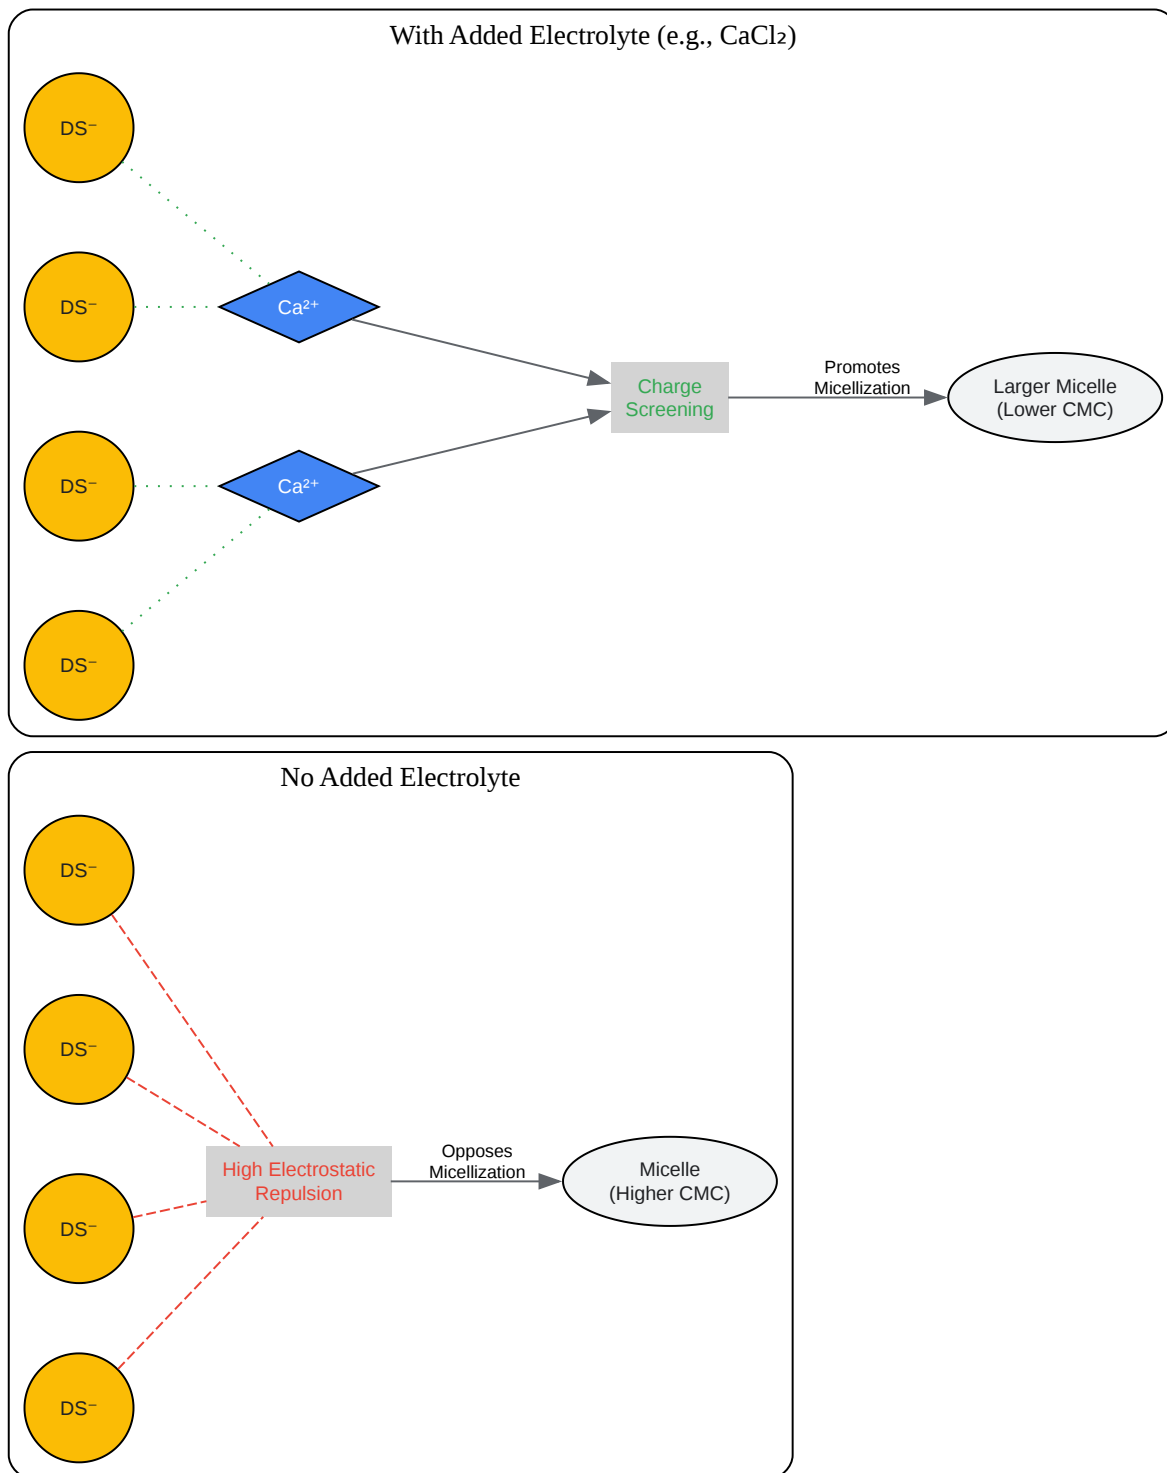 With Added Electrolyte (e.g., CaCl₂)
DS⁻
DS⁻
Ca²⁺
Charge
Screening
Promotes
Micellization
Larger Micelle
(Lower CMC)
DS⁻
Ca²⁺
DS⁻
No Added Electrolyte
DS⁻
DS⁻
High Electrostatic
Repulsion
Opposes
Micellization
Micelle
(Higher CMC)
DS⁻
DS⁻